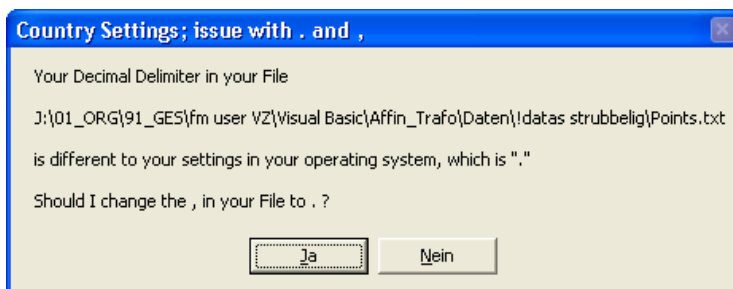 Country Settings; issue with . and ,
Your Decimal Delimiter in your File
J:\01_ORG\91_GES\fm user VZ\Visual Basic\Affin_Trafo\Daten\!datas strubbelig\Points.txt
is different to your settings in your operating system, which is "."
Should I change the , in your File to . ?
Ja
Nein